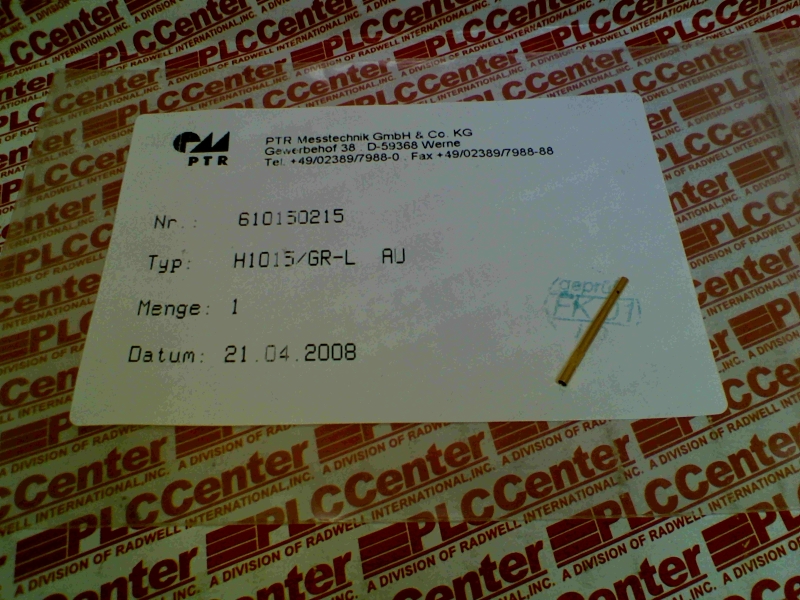 PTR
PTR Messtechnik GmbH & Co. KG
Gewerbehof 38 . D-59368 Werne
Tel. +49/02389/7988-0 . Fax +49/02389/7988-88
Nr.: 610150215
Typ: H1015/GR-L AU
Menge: 1
Datum: 21.04.2008
PLCCenter
A DIVISION OF RADWELL INTERNATIONAL,INC.